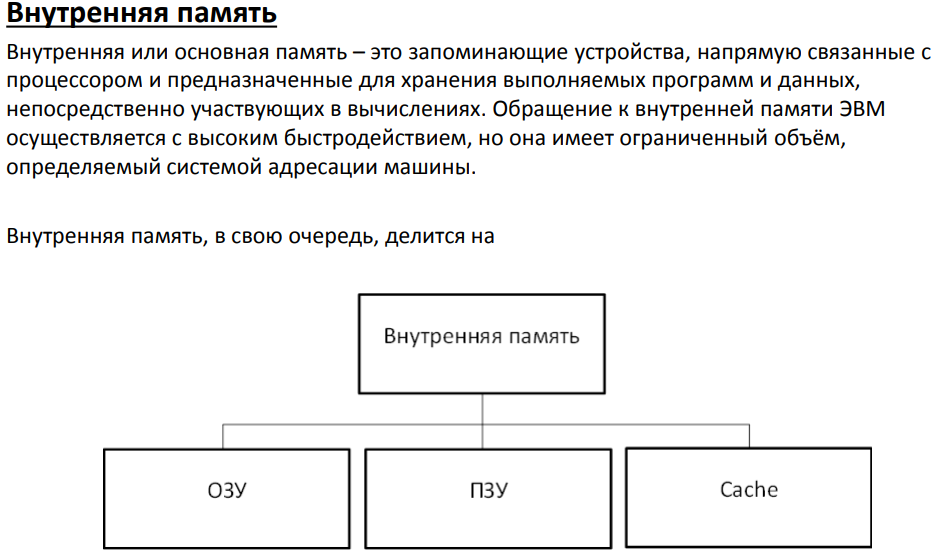 Внутренняя память
Внутренняя или основная память – это запоминающие устройства, напрямую связанные с
процессором и предназначенные для хранения выполняемых программ и данных,
непосредственно участвующих в вычислениях. Обращение к внутренней памяти ЭВМ
осуществляется с высоким быстродействием, но она имеет ограниченный объём,
определяемый системой адресации машины.
Внутренняя память, в свою очередь, делится на
Внутренняя память
ОЗУ
ПЗУ
Cache